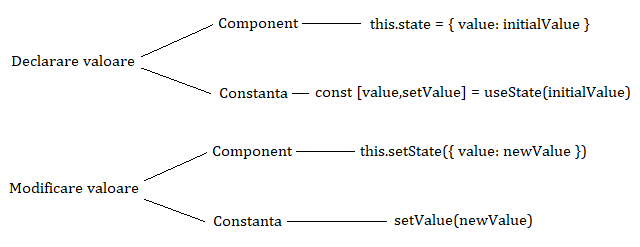 Component this.state = { value: initialValue }
Declarare valoare
Constanta const [value,setValue] = useState(initialValue)
Component this.setState({ value: newValue })
Modificare valoare
Constanta setValue(newValue)